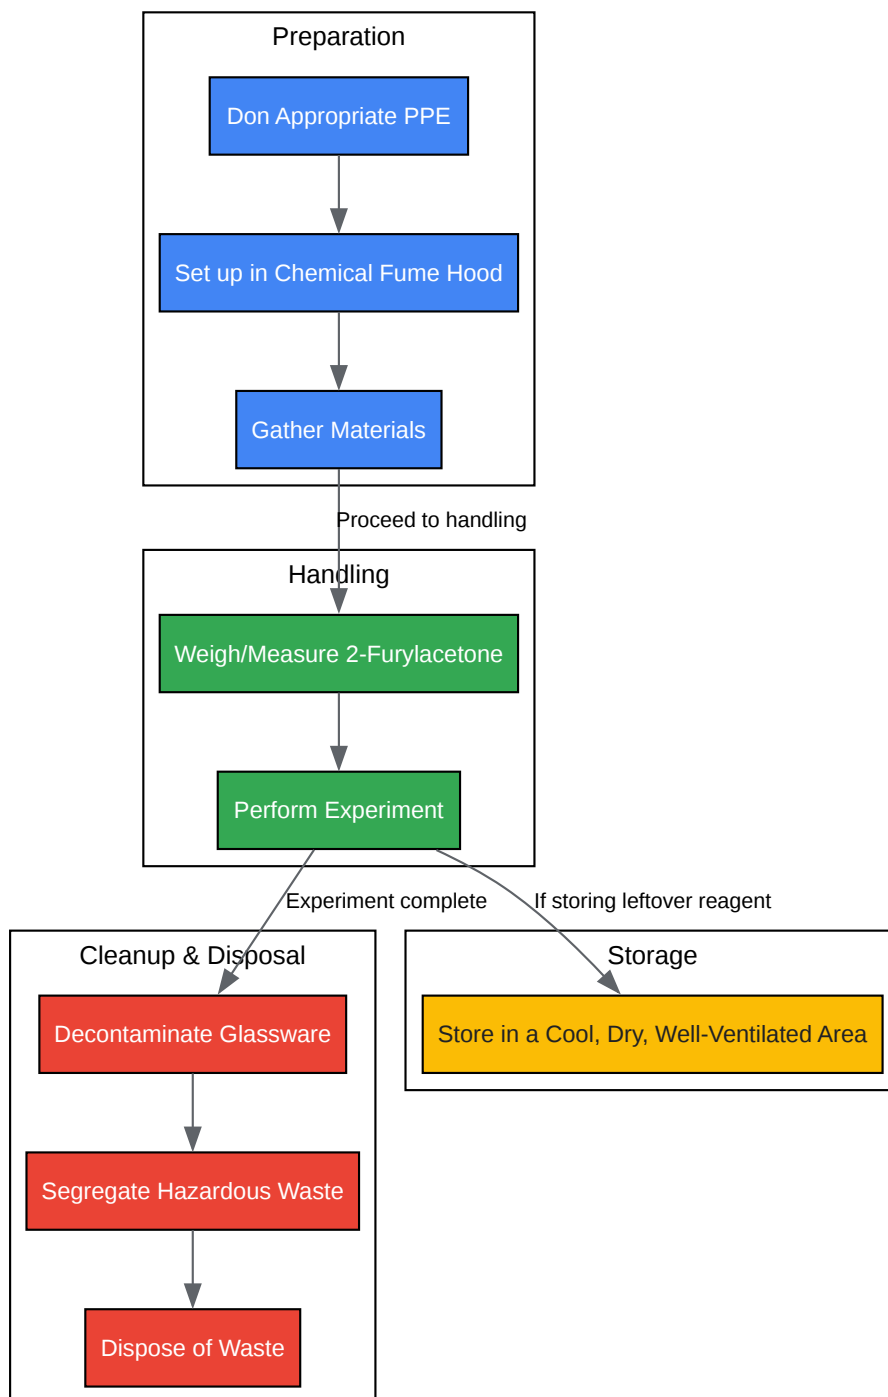 Preparation
Don Appropriate PPE
Set up in Chemical Fume Hood
Gather Materials
Proceed to handling
Handling
Weigh/Measure 2-Furylacetone
Perform Experiment
Experiment complete
If storing leftover reagent
Cleanup & Disposal
Decontaminate Glassware
Segregate Hazardous Waste
Dispose of Waste
Storage
Store in a Cool, Dry, Well-Ventilated Area